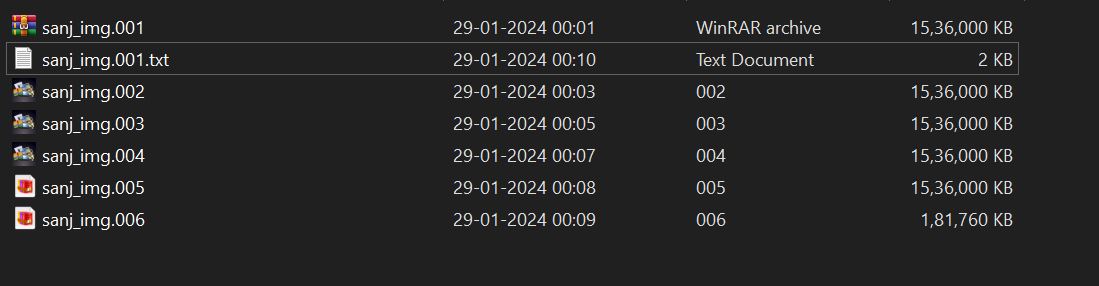 sanj_img.001 29-01-2024 00:01 WinRAR archive 15,36,000 KB
sanj_img.001.txt 29-01-2024 00:10 Text Document 2 KB
sanj_img.002 29-01-2024 00:03 002 15,36,000 KB
sanj_img.003 29-01-2024 00:05 003 15,36,000 KB
sanj_img.004 29-01-2024 00:07 004 15,36,000 KB
sanj_img.005 29-01-2024 00:08 005 15,36,000 KB
sanj_img.006 29-01-2024 00:09 006 1,81,760 KB